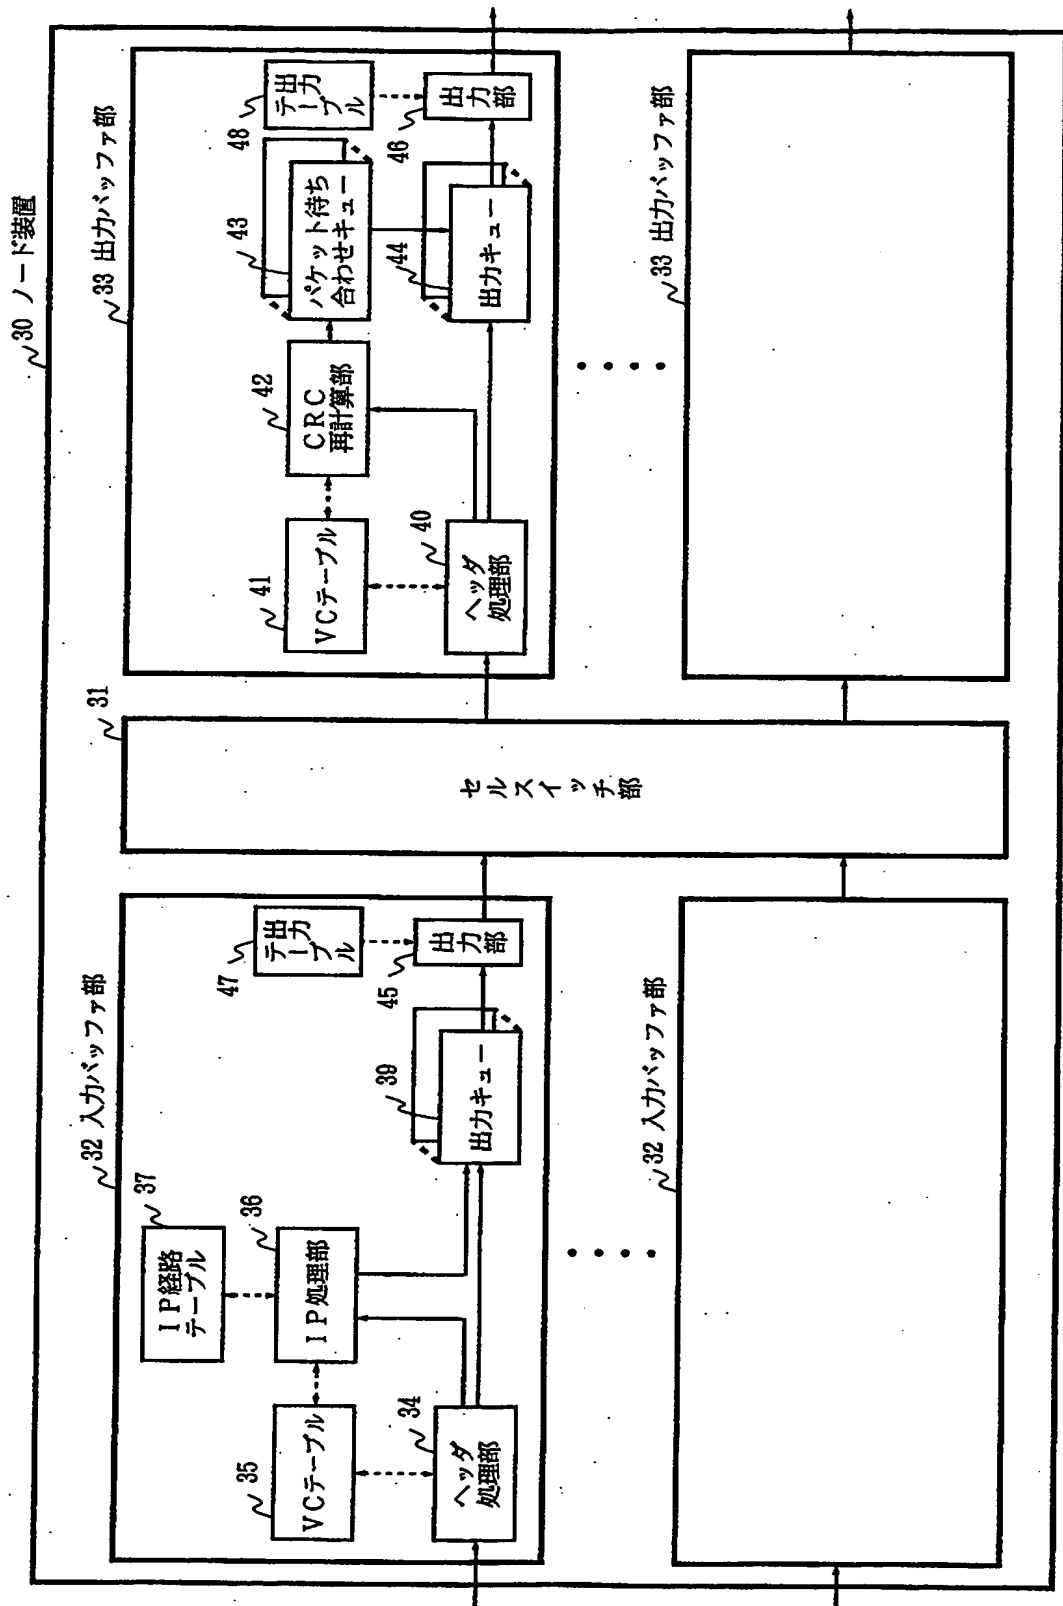 30 ノード装置
32 入力バッファ部
37
IP経路
テーブル
36
IP処理部
35
VCテーブル
34
ヘッダ
処理部
39
出力キュー
47
出力
テーブル
45
出力部
32 入力バッファ部
31
セルスイッチ部
33 出力バッファ部
41
VCテーブル
40
ヘッダ
処理部
42
CRC
再計算部
43
パケット待ち
合わせキュー
44
出力キュー
48
出力
テーブル
46
出力部
33 出力バッファ部